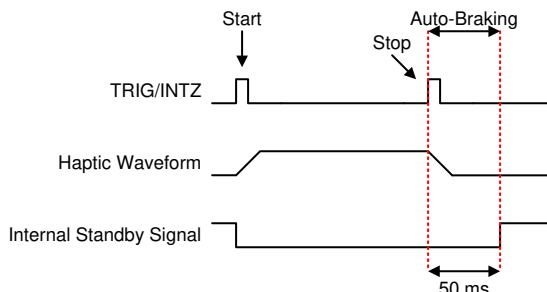 Start
Auto-Braking
Stop
TRIG/INTZ
Haptic Waveform
Internal Standby Signal
50 ms